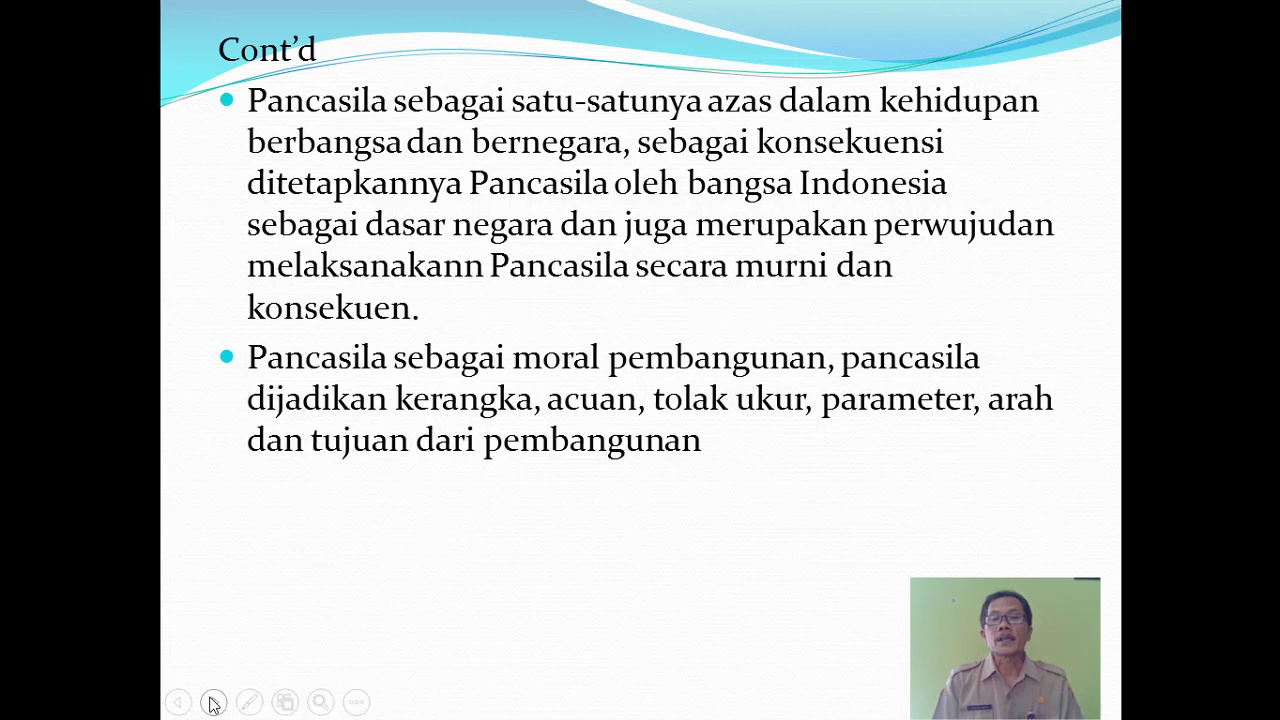 Cont'd
Pancasila sebagai satu-satunya azas dalam kehidupan
berbangsa dan bernegara, sebagai konsekuensi
ditetapkannya Pancasila oleh bangsa Indonesia
sebagai dasar negara dan juga merupakan perwujudan
melaksanakann Pancasila secara murni dan
konsekuen.
Pancasila sebagai moral pembangunan, pancasila
dijadikan kerangka, acuan, tolak ukur, parameter, arah
dan tujuan dari pembangunan